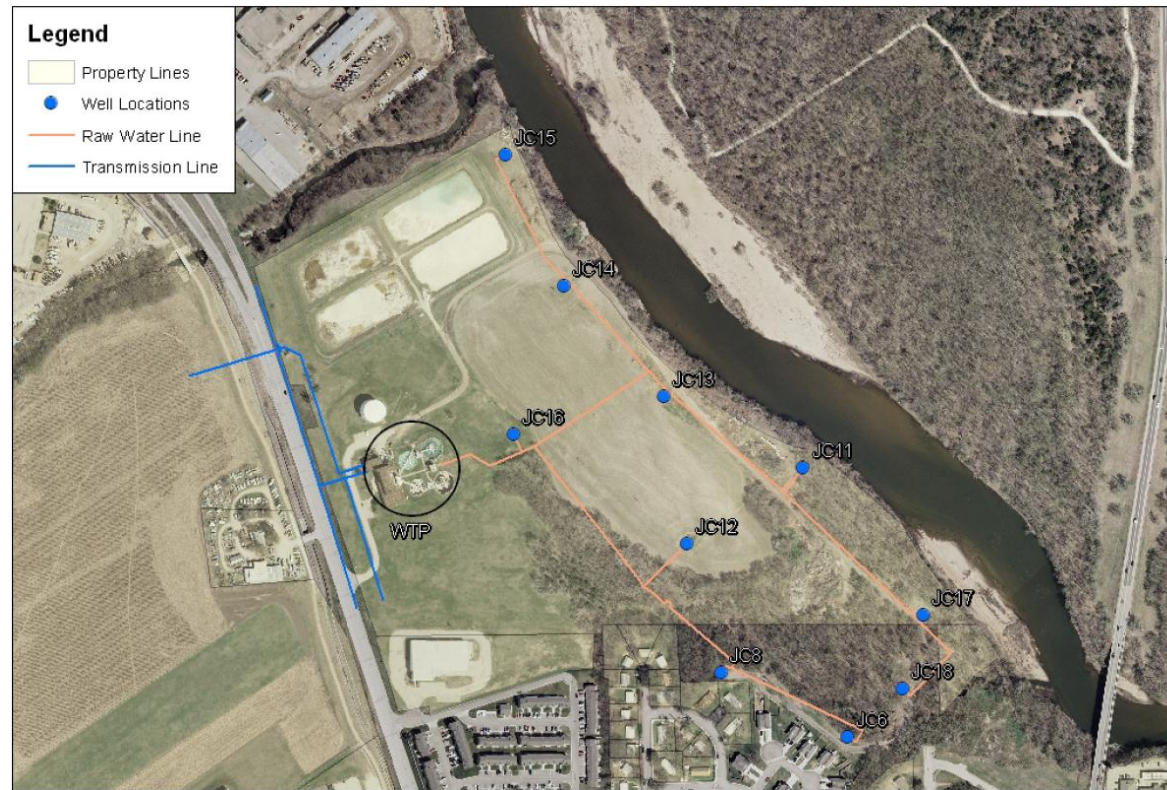 Legend
Property Lines
Well Locations
Raw Water Line
Transmission Line
JC15
JC14
JC13
JC16
JC11
WTP
JC12
JC17
JC8
JC18
JC6